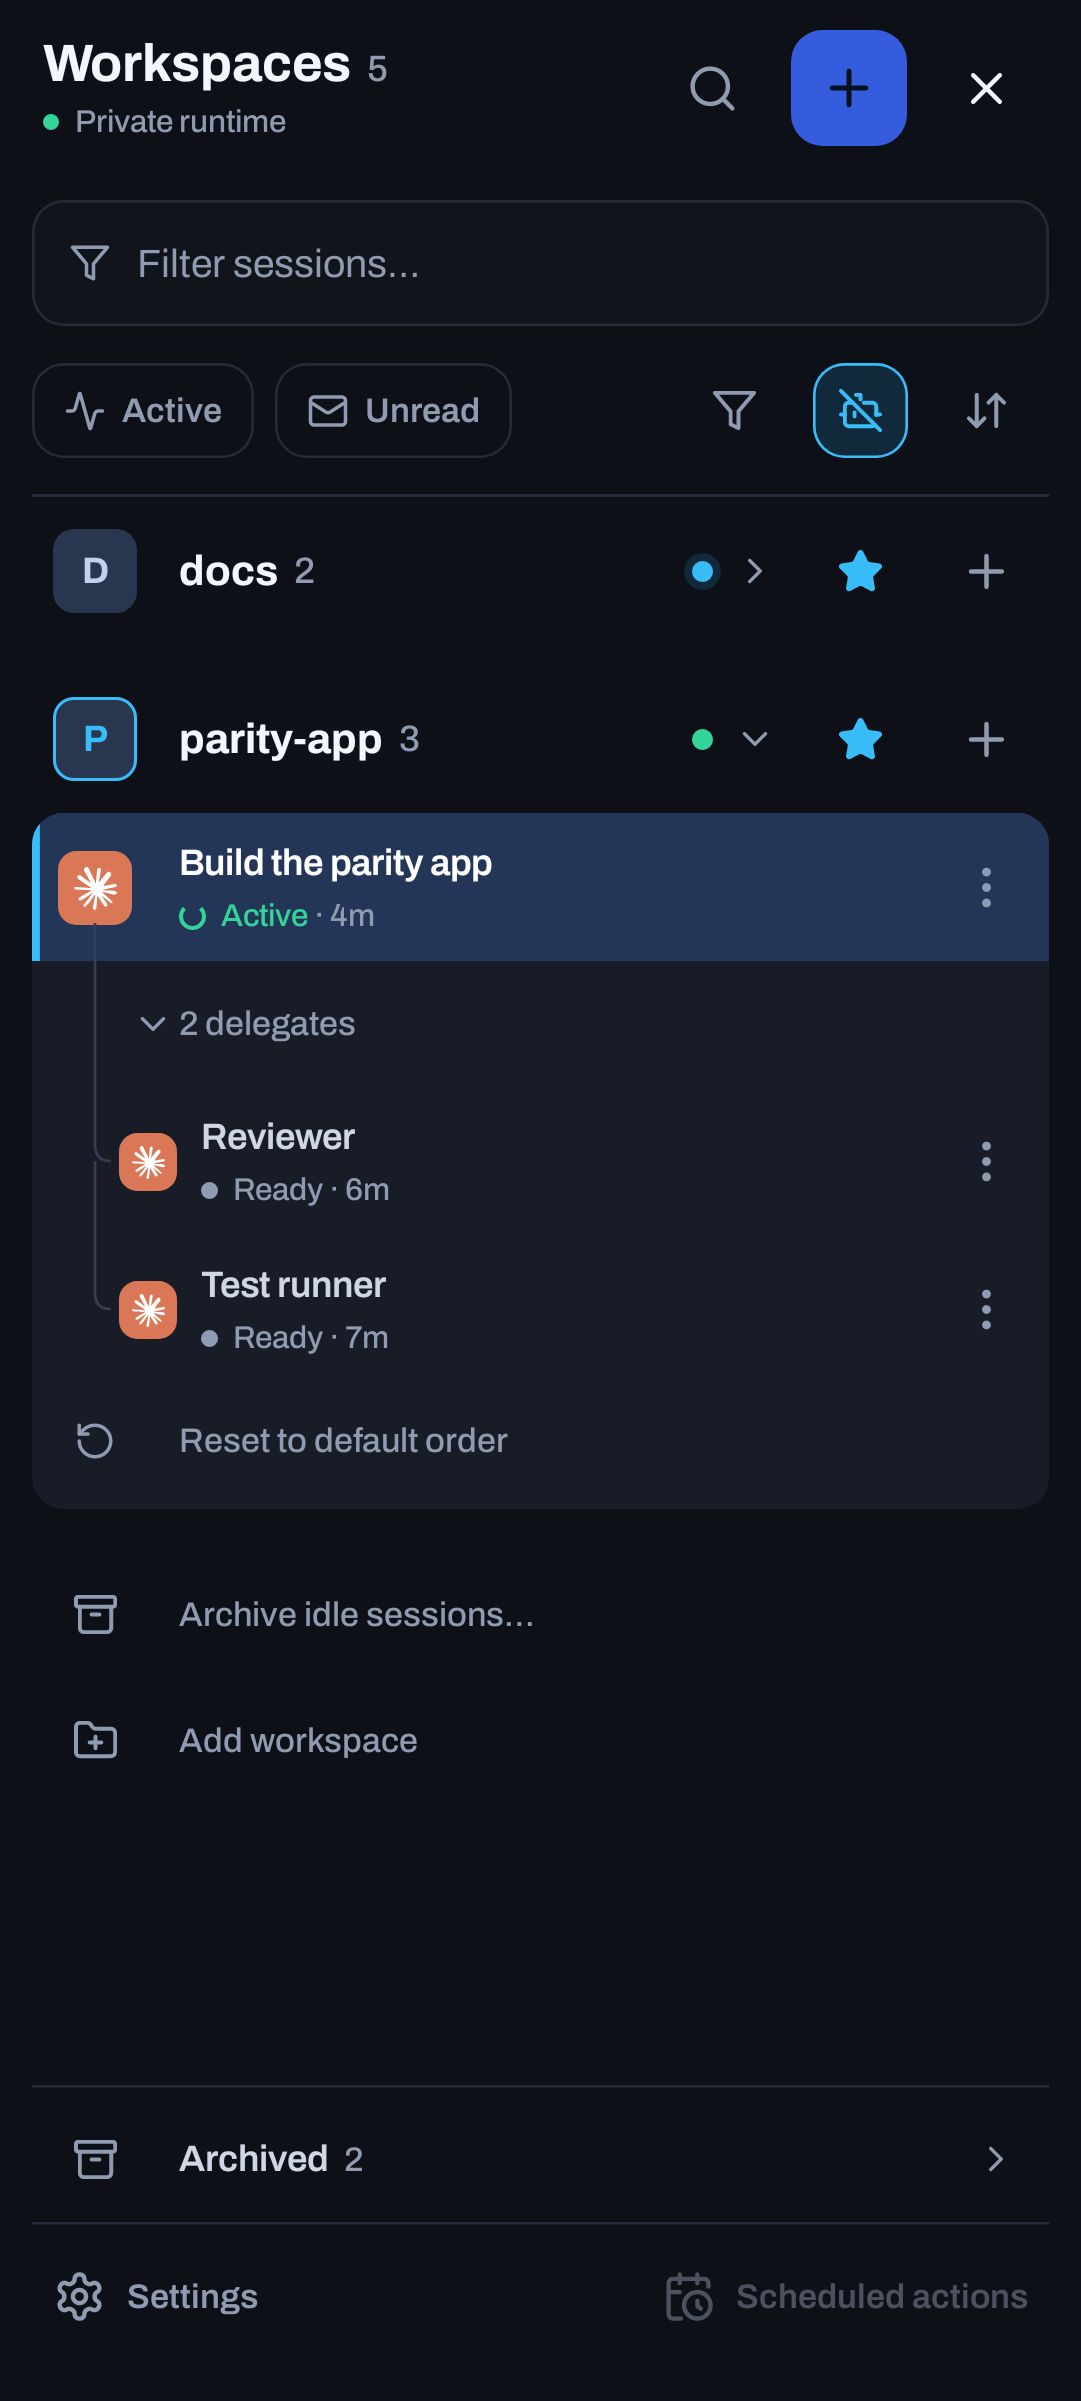 Workspaces 5
Private runtime
Filter sessions...
Active
Unread
D docs 2
P parity-app 3
Build the parity app
Active · 4m
2 delegates
Reviewer
Ready · 6m
Test runner
Ready · 7m
Reset to default order
Archive idle sessions...
Add workspace
Archived 2
Settings
Scheduled actions